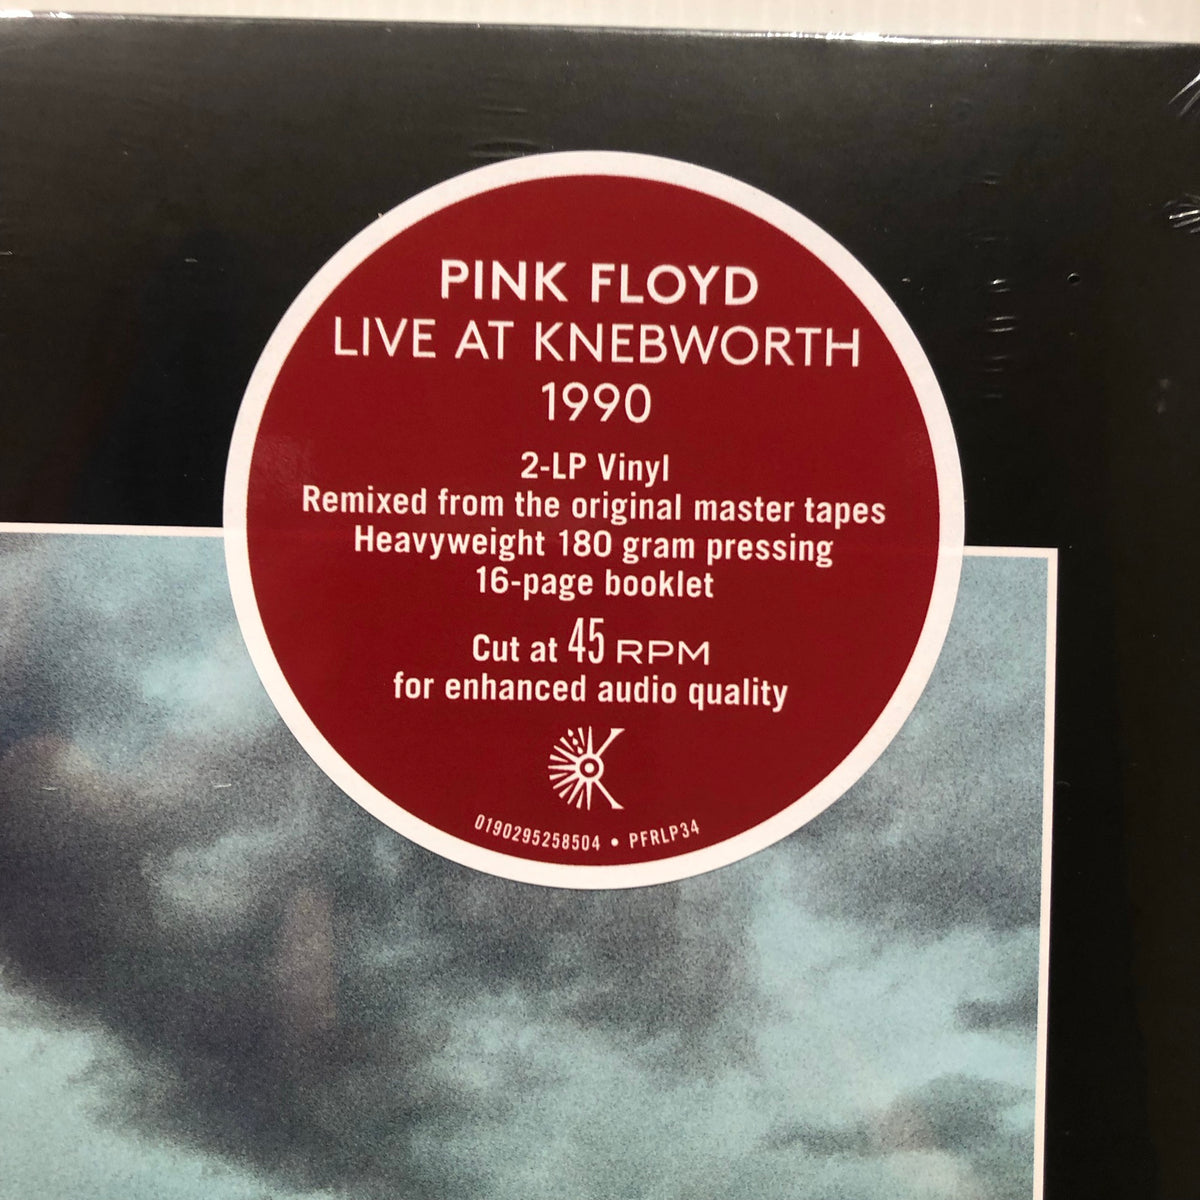 PINK FLOYD
LIVE AT KNEBWORTH
1990
2-LP Vinyl
Remixed from the original master tapes
Heavyweight 180 gram pressing
16-page booklet
Cut at 45 RPM
for enhanced audio quality
0190295258504 • PFRLP34